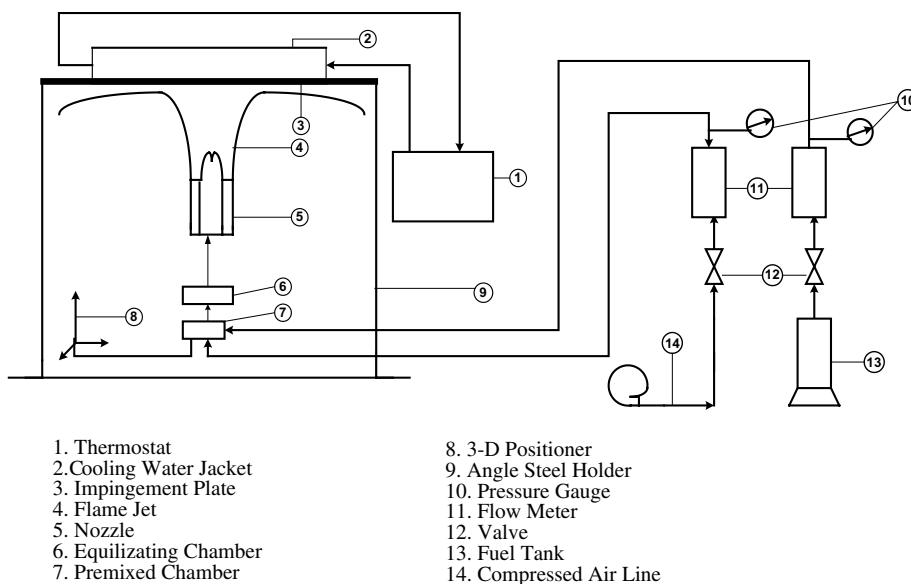 2
10
3
4
1
11
5
6
9
12
7
8
14
13
1. Thermostat
2.Cooling Water Jacket
3. Impingement Plate
4. Flame Jet
5. Nozzle
6. Equilizating Chamber
7. Premixed Chamber
8. 3-D Positioner
9. Angle Steel Holder
10. Pressure Gauge
11. Flow Meter
12. Valve
13. Fuel Tank
14. Compressed Air Line